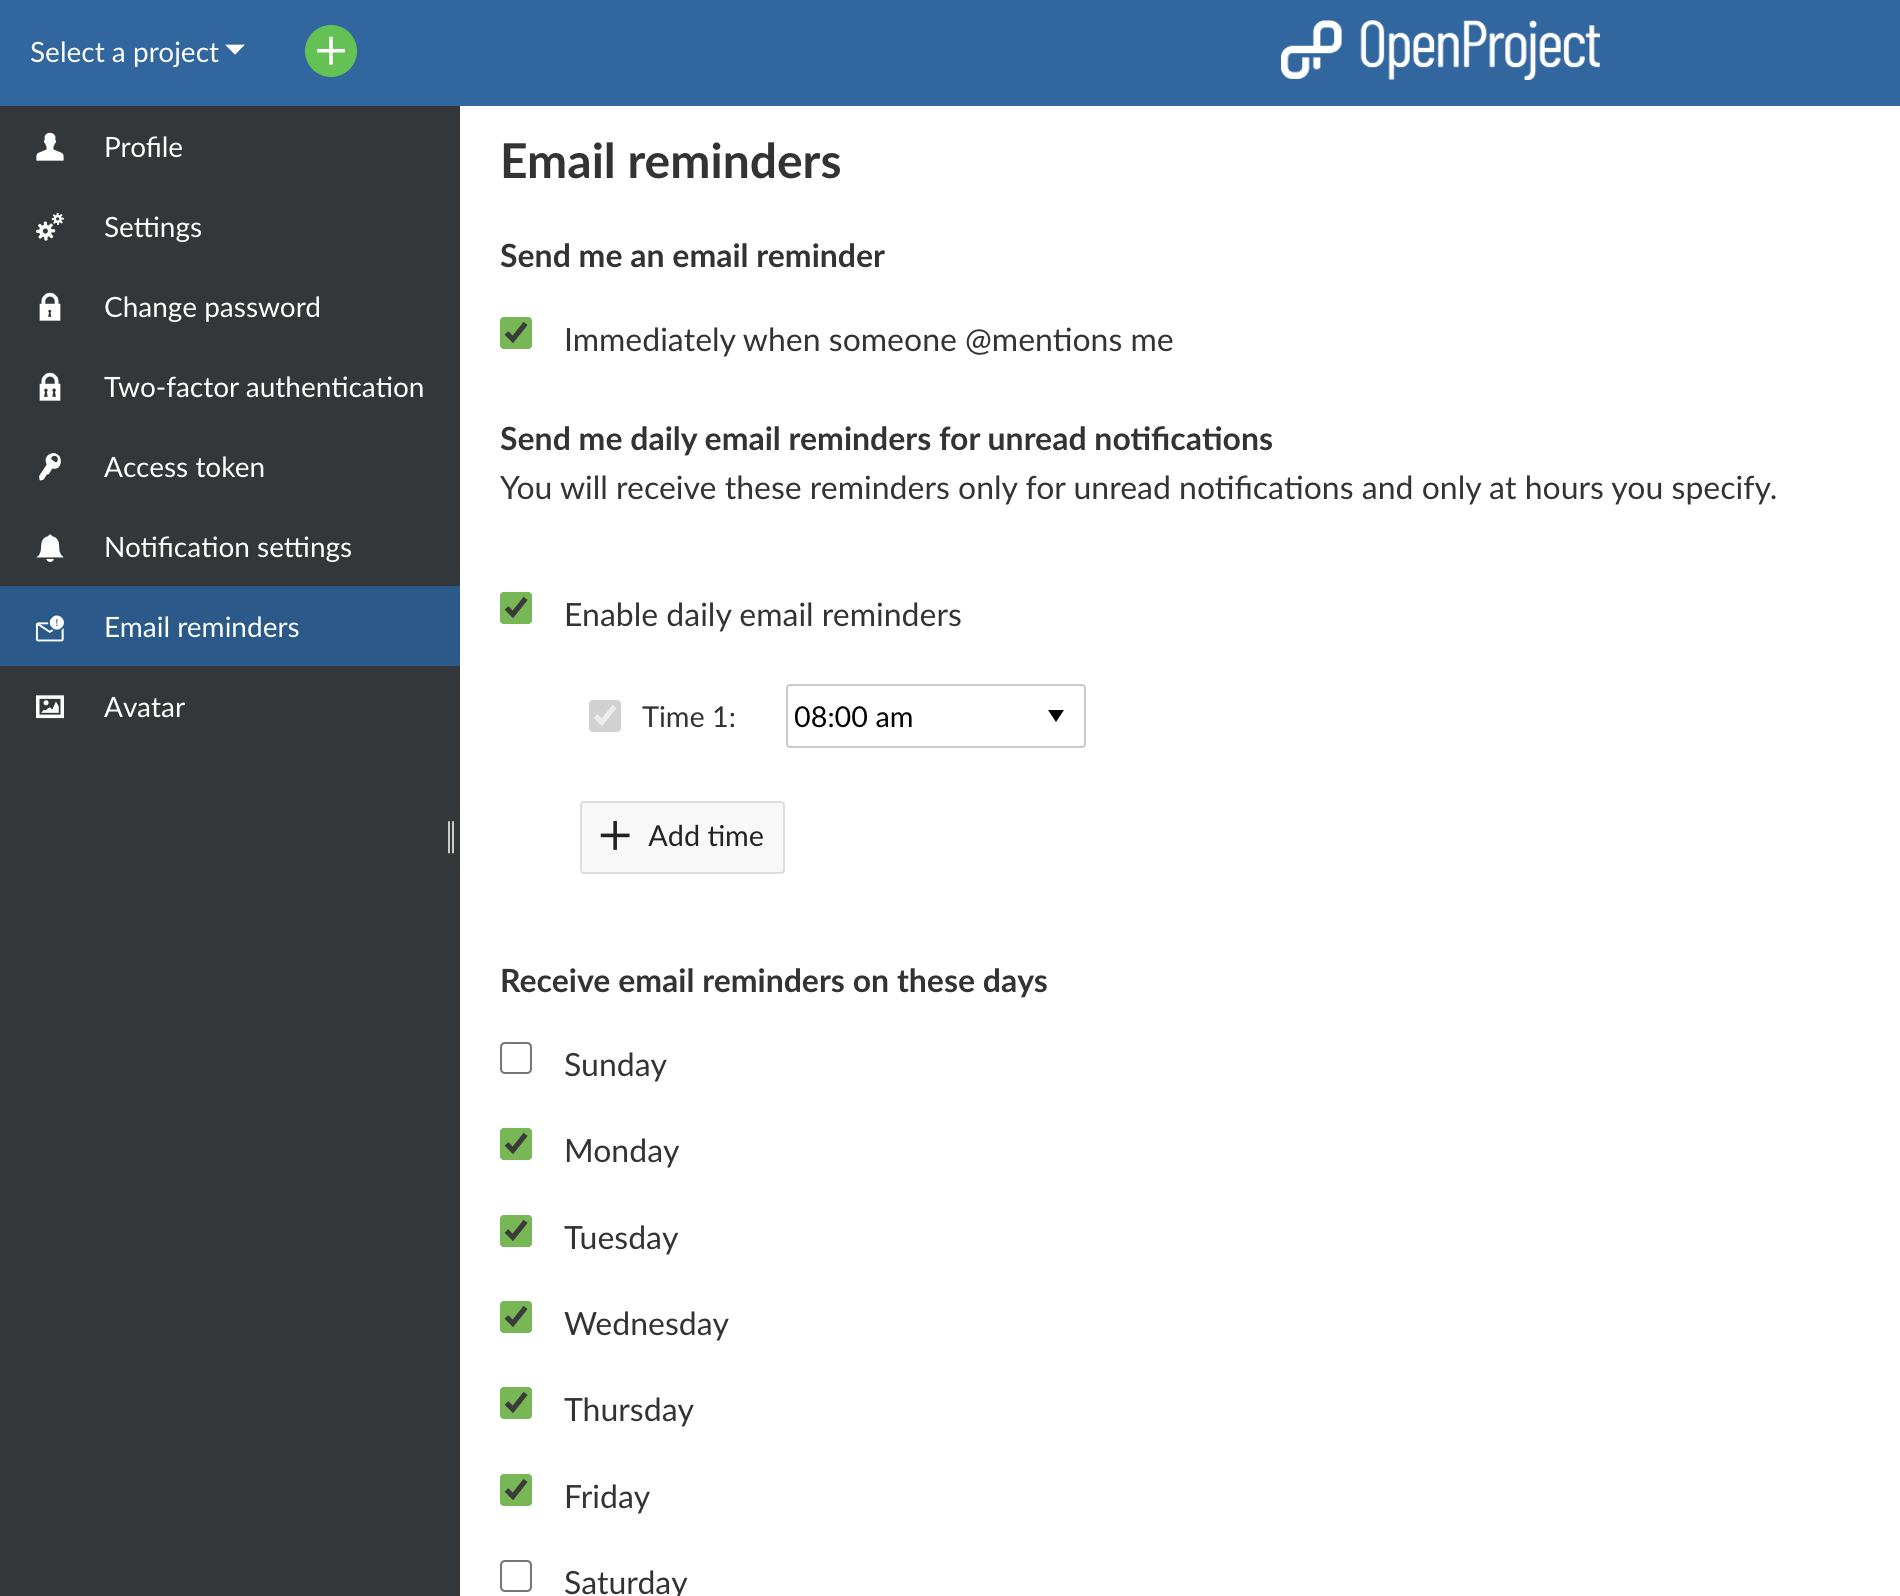 Select a project
OpenProject
Profile
Settings
Change password
Two-factor authentication
Access token
Notification settings
Email reminders
Avatar
Email reminders
Send me an email reminder
Immediately when someone @mentions me
Send me daily email reminders for unread notifications
You will receive these reminders only for unread notifications and only at hours you specify.
Enable daily email reminders
Time 1: 08:00 am
Add time
Receive email reminders on these days
Sunday
Monday
Tuesday
Wednesday
Thursday
Friday
Saturday